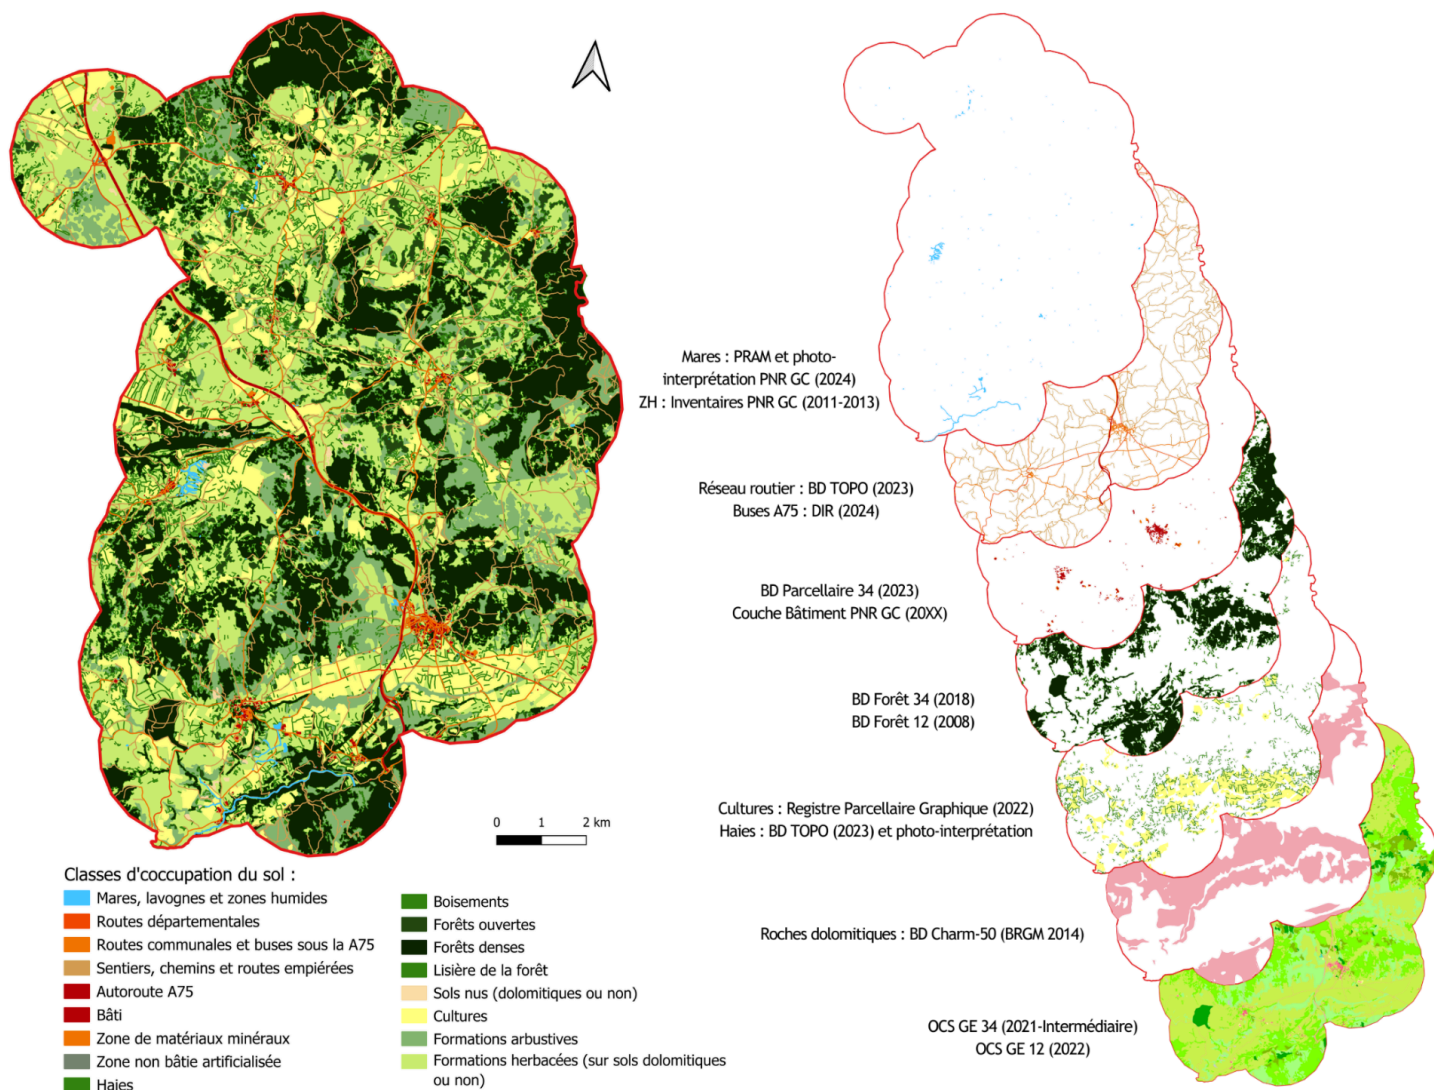 Mares : PRAM et photo-
interprétation PNR GC (2024)
ZH : Inventaires PNR GC (2011-2013)
Réseau routier : BD TOPO (2023)
Buses A75 : DIR (2024)
BD Parcellaire 34 (2023)
Couche Bâtiment PNR GC (20XX)
BD Forêt 34 (2018)
BD Forêt 12 (2008)
Cultures : Registre Parcellaire Graphique (2022)
Haies : BD TOPO (2023) et photo-interprétation
Roches dolomitiques : BD Charm-50 (BRGM 2014)
OCS GE 34 (2021-Intermédiaire)
OCS GE 12 (2022)
0 1 2 km
Classes d'coccupation du sol :
Mares, lavognes et zones humides
Routes départementales
Routes communales et buses sous la A75
Sentiers, chemins et routes empiérées
Autoroute A75
Bâti
Zone de matériaux minéraux
Zone non bâtie artificialisée
Haies
Boisements
Forêts ouvertes
Forêts denses
Lisière de la forêt
Sols nus (dolomitiques ou non)
Cultures
Formations arbustives
Formations herbacées (sur sols dolomitiques
ou non)